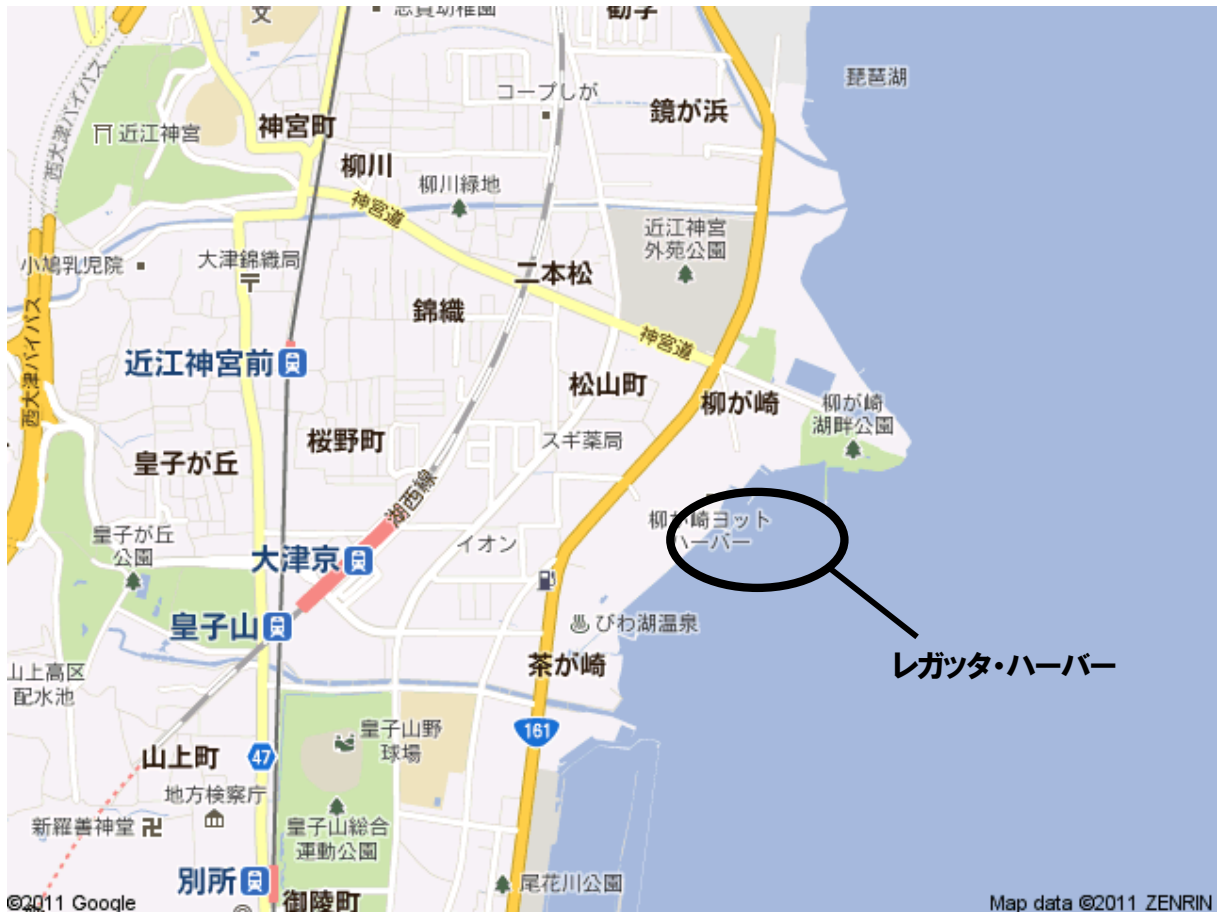 文
志賀幼稚園
勧学
琵琶湖
西大津バイパス
コープしが
鏡が浜
近江神宮
神宮町
柳川
柳川緑地
神宮道
近江神宮
外苑公園
小鳩乳児院
大津錦織局
二本松
錦織
西大津バイパス
神宮道
近江神宮前
松山町
柳が崎
柳が崎
湖畔公園
桜野町
スギ薬局
皇子が丘
湖西線
皇子が丘
公園
大津京
イオン
柳が崎ヨット
ハーバー
皇子山
びわ湖温泉
茶が崎
レガッタ・ハーバー
山上高区
配水池
161
皇子山野
球場
山上町
47
地方検察庁
新羅善神堂
皇子山総合
運動公園
別所
御陵町
尾花川公園
©2011 Google
Map data ©2011 ZENRIN